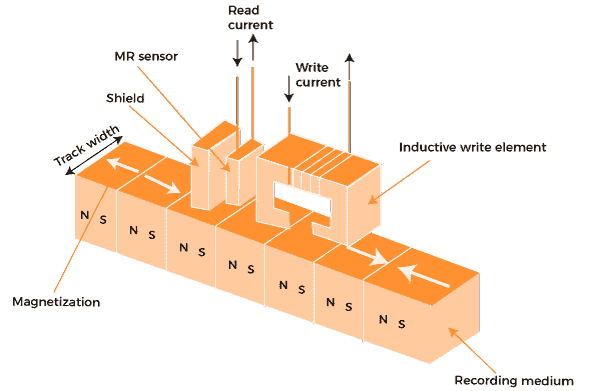 Read
current
MR sensor
Write
current
Shield
Track width
Inductive write element
N S
N S
N S
N S
N S
N S
N S
Magnetization
Recording medium